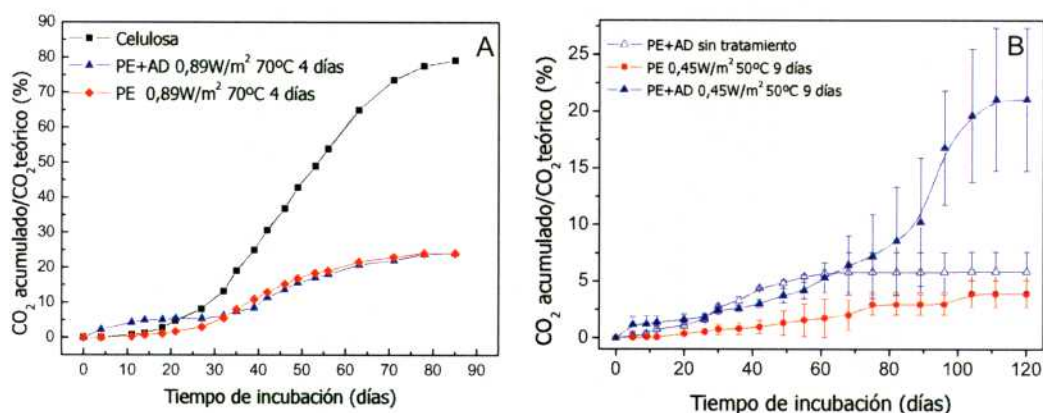 A
Celulosa
PE+AD 0,89W/m² 70ºC 4 días
PE 0,89W/m² 70ºC 4 días
CO₂ acumulado/CO₂ teórico (%)
90
80
70
60
50
40
30
20
10
0
0 10 20 30 40 50 60 70 80 90
Tiempo de incubación (días)
B
PE+AD sin tratamiento
PE 0,45W/m² 50ºC 9 días
PE+AD 0,45W/m² 50ºC 9 días
CO₂ acumulado/CO₂ teórico (%)
25
20
15
10
5
0
0 20 40 60 80 100 120
Tiempo de incubación (días)